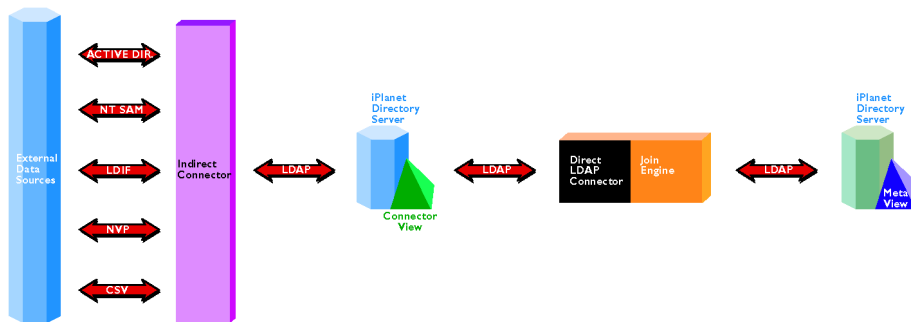 External
Data
Sources
ACTIVE DIR.
NT SAM
LDIF
NVP
CSV
Indirect
Connector
LDAP
iPlanet
Directory
Server
Connector
View
LDAP
Direct
LDAP
Connector
Join
Engine
LDAP
iPlanet
Directory
Server
Meta
View